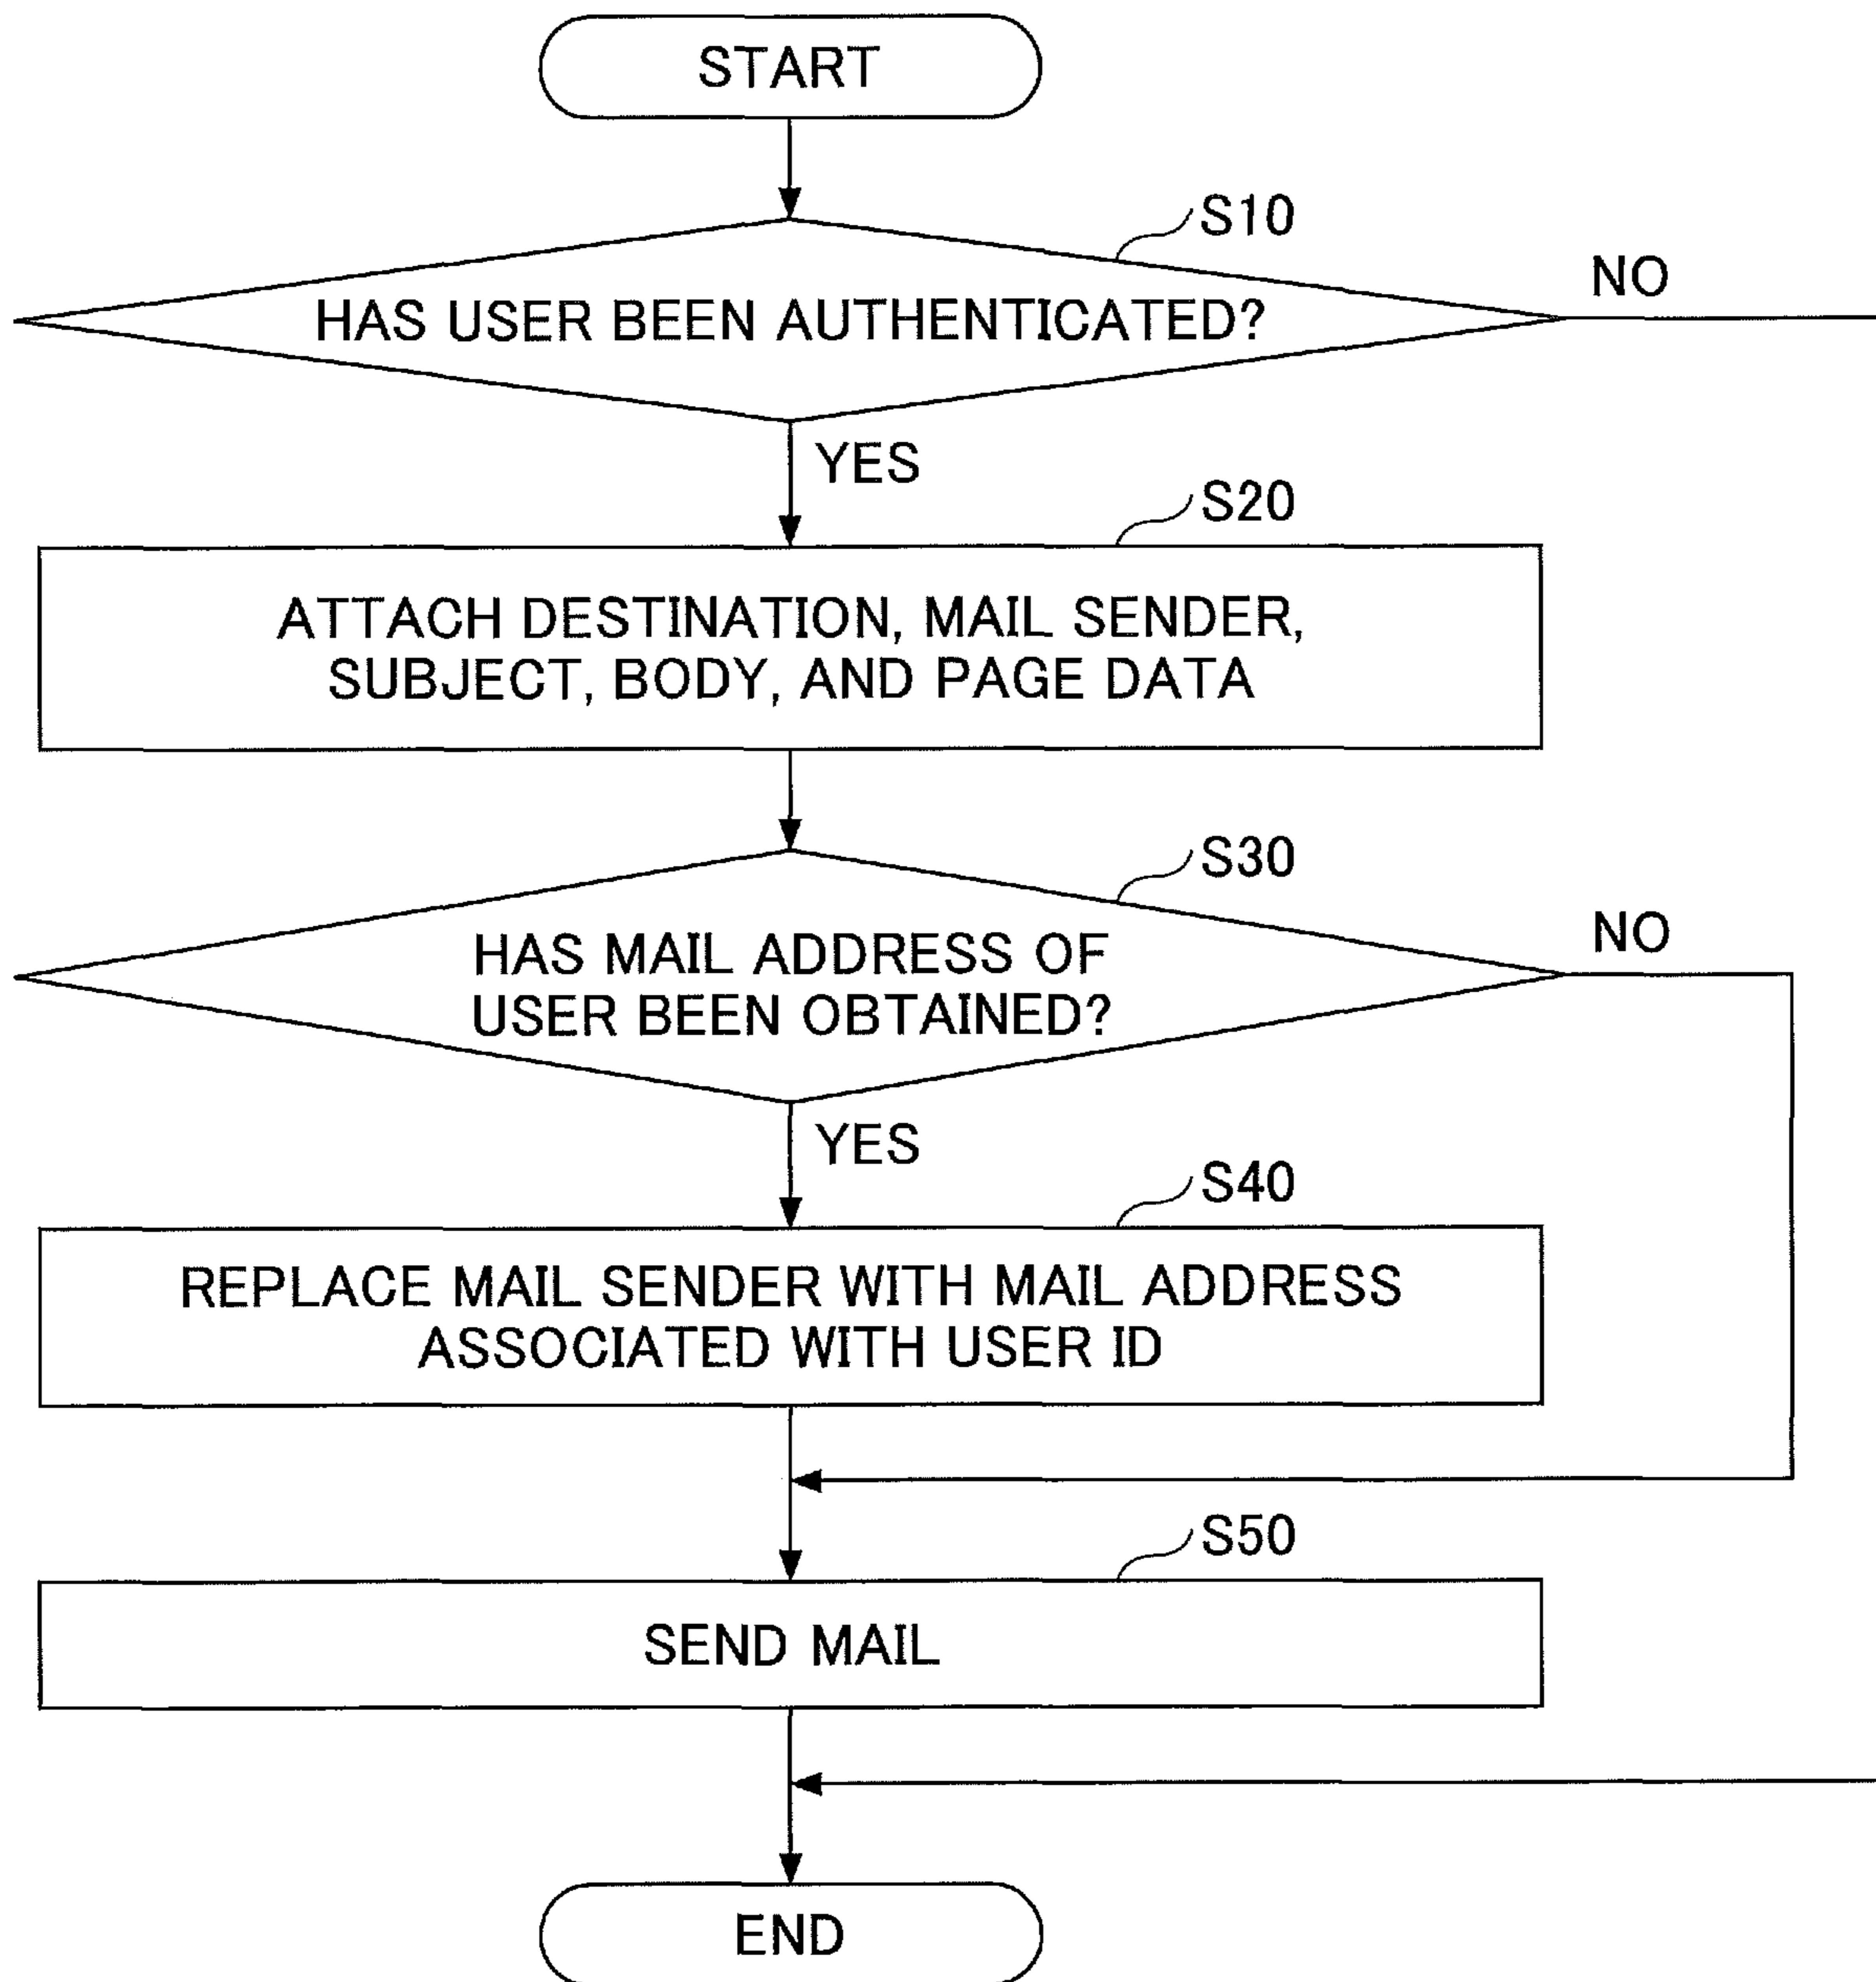 START
S10
NO
HAS USER BEEN AUTHENTICATED?
YES
S20
ATTACH DESTINATION, MAIL SENDER,
SUBJECT, BODY, AND PAGE DATA
S30
NO
HAS MAIL ADDRESS OF
USER BEEN OBTAINED?
YES
S40
REPLACE MAIL SENDER WITH MAIL ADDRESS
ASSOCIATED WITH USER ID
S50
SEND MAIL
END